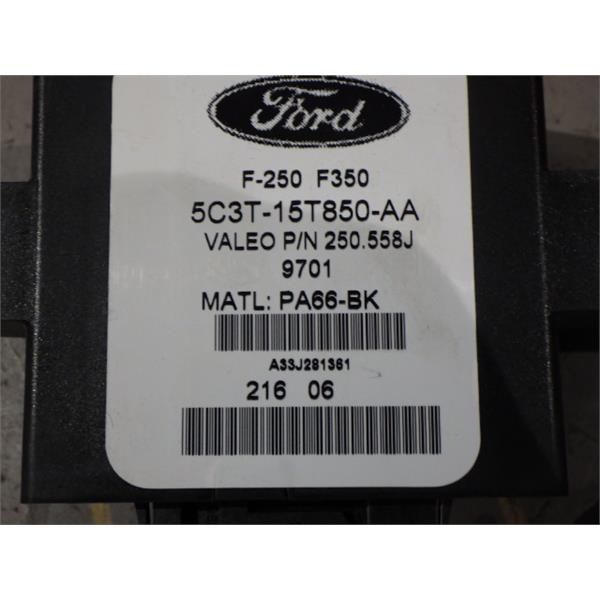 Ford
F-250 F350
5C3T-15T850-AA
VALEO P/N 250.558J
9701
MATL: PA66-BK
A33J281361
216 06